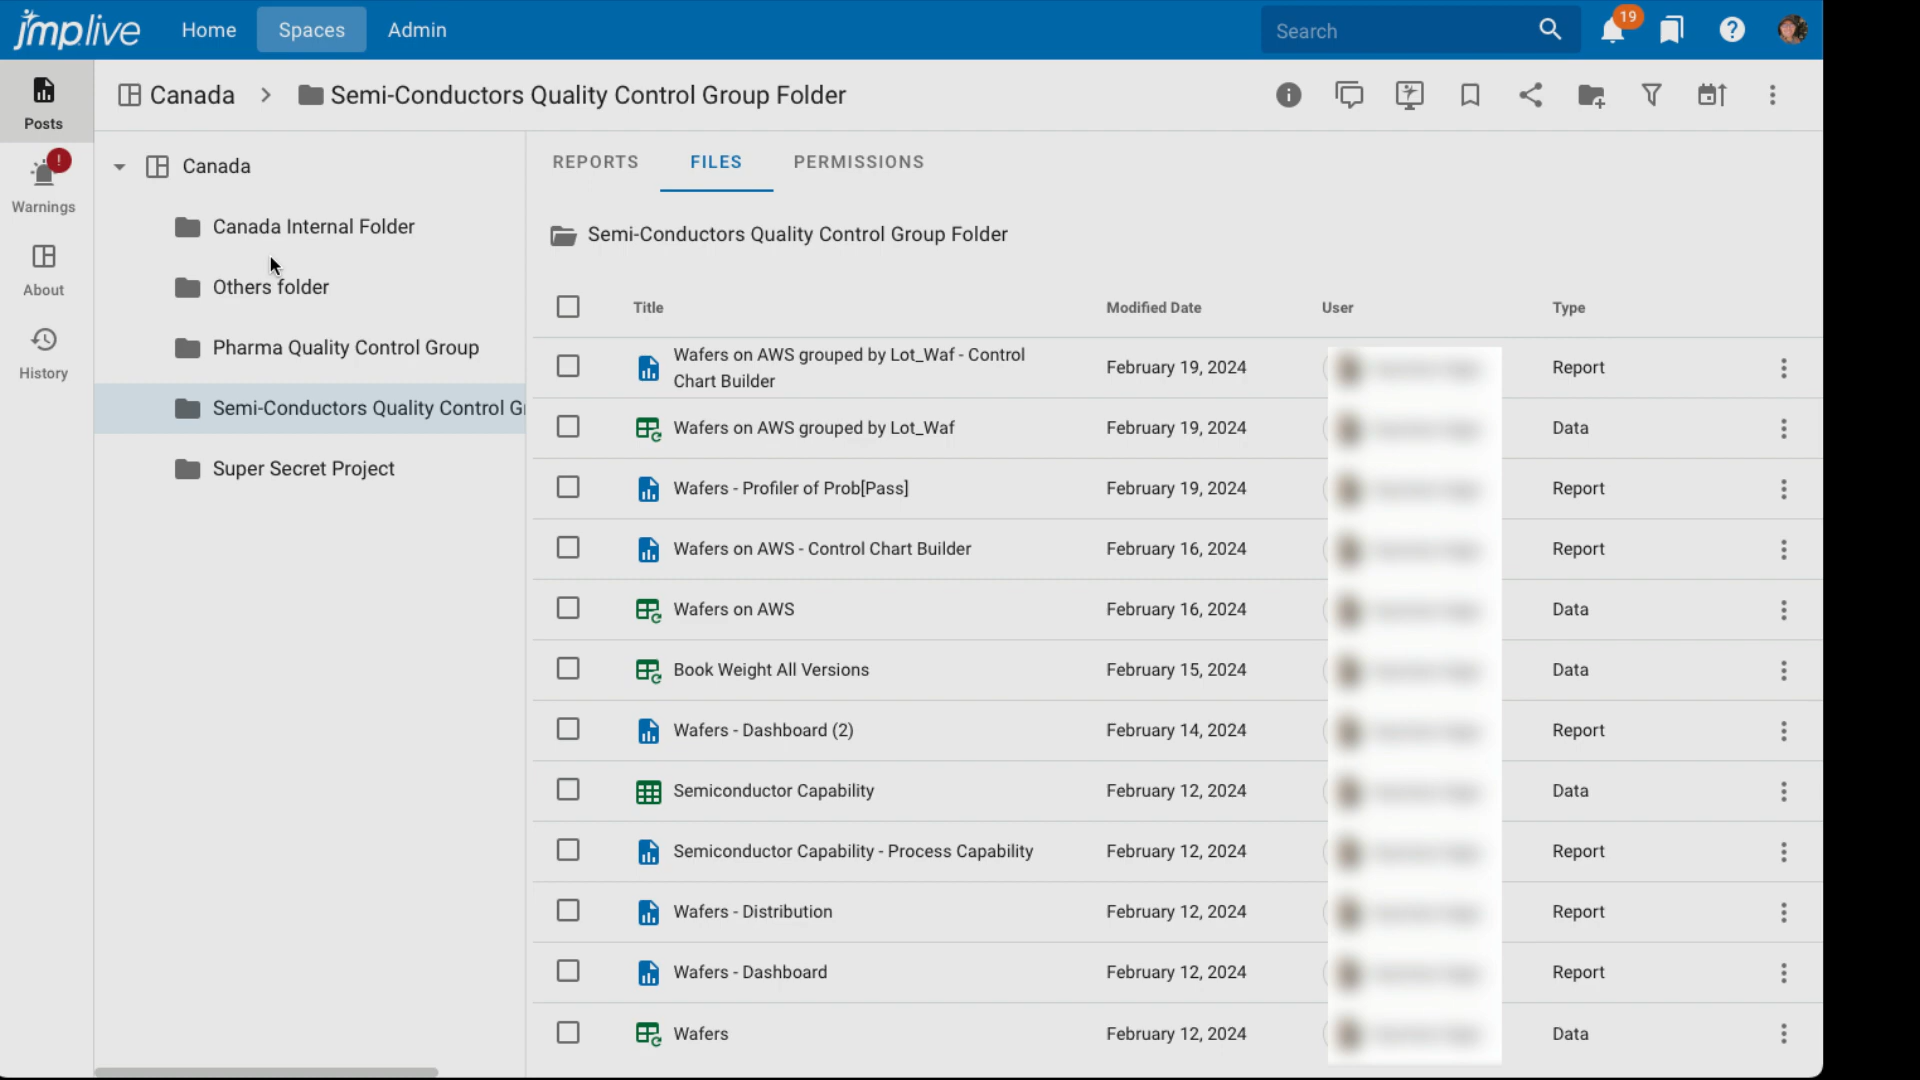 jmp.live Home Spaces Admin Search 19
Posts
Warnings
About
History
Canada Semi-Conductors Quality Control Group Folder
Canada
Canada Internal Folder
Others folder
Pharma Quality Control Group
Semi-Conductors Quality Control Gr
Super Secret Project
REPORTS FILES PERMISSIONS
Semi-Conductors Quality Control Group Folder
Title Modified Date User Type
Wafers on AWS grouped by Lot_Waf - Control
Chart Builder February 19, 2024 Report
Wafers on AWS grouped by Lot_Waf February 19, 2024 Data
Wafers - Profiler of Prob[Pass] February 19, 2024 Report
Wafers on AWS - Control Chart Builder February 16, 2024 Report
Wafers on AWS February 16, 2024 Data
Book Weight All Versions February 15, 2024 Data
Wafers - Dashboard (2) February 14, 2024 Report
Semiconductor Capability February 12, 2024 Data
Semiconductor Capability - Process Capability February 12, 2024 Report
Wafers - Distribution February 12, 2024 Report
Wafers - Dashboard February 12, 2024 Report
Wafers February 12, 2024 Data